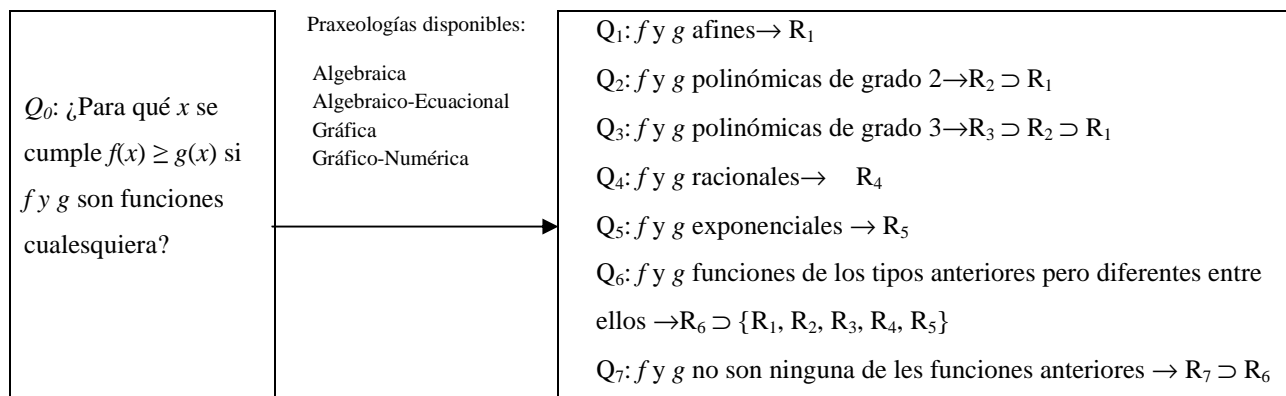 Q₀: ¿Para qué x se
cumple f(x) ≥ g(x) si
f y g son funciones
cualesquiera?
Praxeologías disponibles:
Algebraica
Algebraico-Ecuacional
Gráfica
Gráfico-Numérica
Q₁: f y g afines→ R₁
Q₂: f y g polinómicas de grado 2→R₂ ⊃ R₁
Q₃: f y g polinómicas de grado 3→R₃ ⊃ R₂ ⊃ R₁
Q₄: f y g racionales→ R₄
Q₅: f y g exponenciales → R₅
Q₆: f y g funciones de los tipos anteriores pero diferentes entre
ellos →R₆ ⊃ {R₁, R₂, R₃, R₄, R₅}
Q₇: f y g no son ninguna de les funciones anteriores → R₇ ⊃ R₆